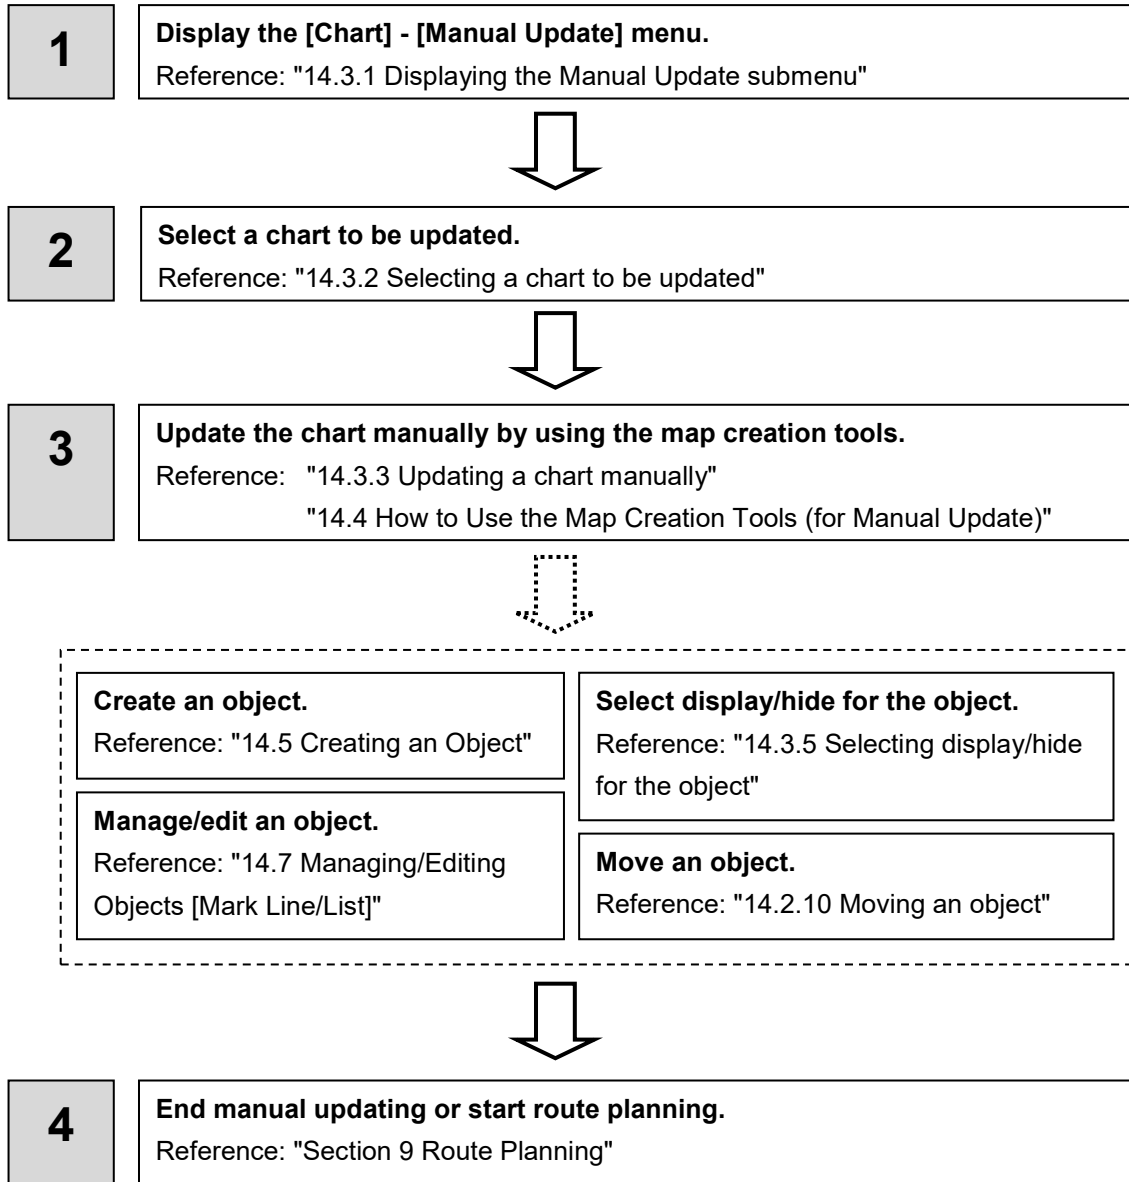 1
Display the [Chart] - [Manual Update] menu.
Reference: "14.3.1 Displaying the Manual Update submenu"
2
Select a chart to be updated.
Reference: "14.3.2 Selecting a chart to be updated"
3
Update the chart manually by using the map creation tools.
Reference: "14.3.3 Updating a chart manually"
"14.4 How to Use the Map Creation Tools (for Manual Update)"
Create an object.
Reference: "14.5 Creating an Object"
Manage/edit an object.
Reference: "14.7 Managing/Editing
Objects [Mark Line/List]"
Select display/hide for the object.
Reference: "14.3.5 Selecting display/hide
for the object"
Move an object.
Reference: "14.2.10 Moving an object"
4
End manual updating or start route planning.
Reference: "Section 9 Route Planning"